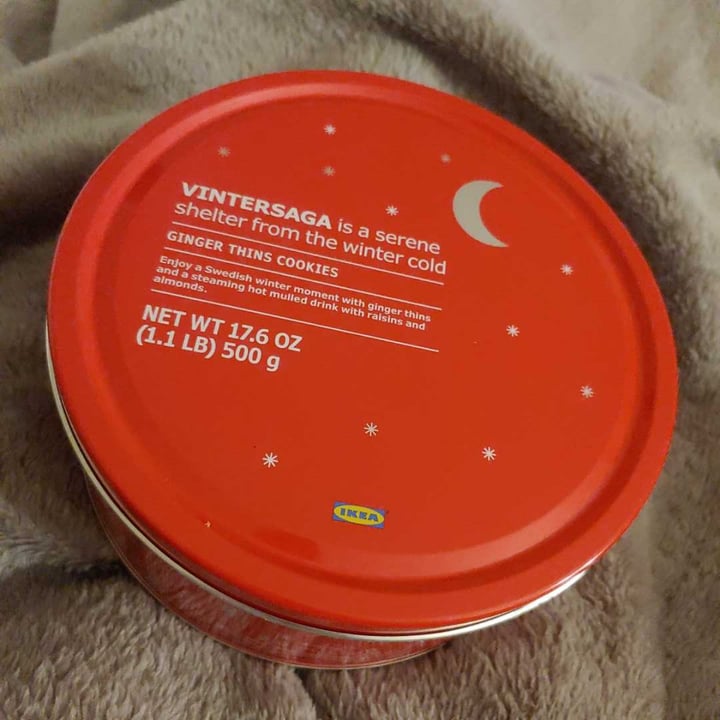 VINTERSAGA is a serene
shelter from the winter cold
GINGER THINS COOKIES
Enjoy a Swedish winter moment with ginger thins
and a steaming hot mulled drink with raisins and
almonds.
NET WT 17.6 OZ
(1.1 LB) 500 g
IKEA